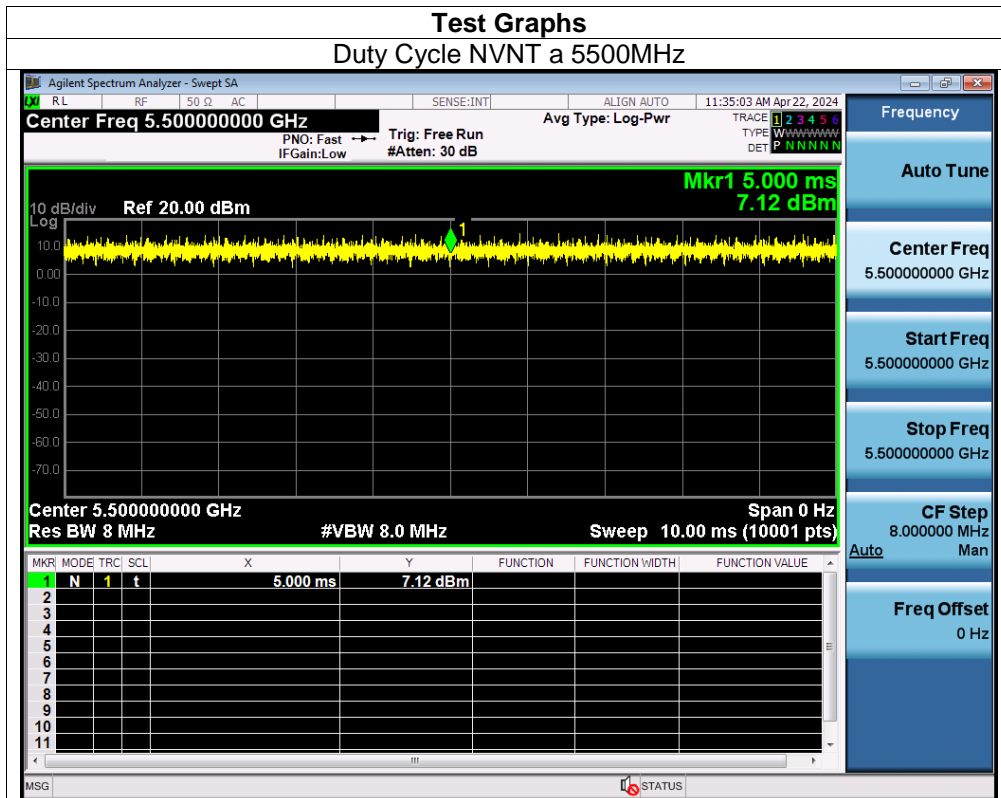 Test Graphs
Duty Cycle NVNT a 5500MHz
Agilent Spectrum Analyzer - Swept SA
LXI RL RF 50 Ω AC SENSE:INT ALIGN AUTO 11:35:03 AM Apr 22, 2024
Center Freq 5.500000000 GHz
PNO: Fast
IFGain:Low
Trig: Free Run
#Atten: 30 dB
Avg Type: Log-Pwr
TRACE 1 2 3 4 5 6
TYPE WWWWWWW
DET P N N N N N
Mkr1 5.000 ms
7.12 dBm
10 dB/div Ref 20.00 dBm
Log
1
10.0
0.00
-10.0
-20.0
-30.0
-40.0
-50.0
-60.0
-70.0
Center 5.500000000 GHz Span 0 Hz
Res BW 8 MHz #VBW 8.0 MHz Sweep 10.00 ms (10001 pts)
MKR MODE TRC SCL X Y FUNCTION FUNCTION WIDTH FUNCTION VALUE
1 N 1 t 5.000 ms 7.12 dBm
2
3
4
5
6
7
8
9
10
11
MSG STATUS
Frequency
Auto Tune
Center Freq
5.500000000 GHz
Start Freq
5.500000000 GHz
Stop Freq
5.500000000 GHz
CF Step
8.000000 MHz
Auto Man
Freq Offset
0 Hz